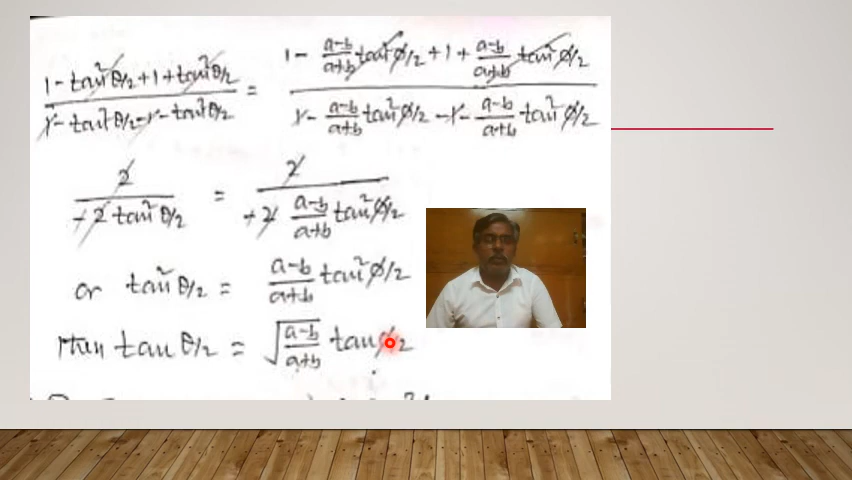 1 - tan²θ/2 + 1 + tan²θ/2 / 1 - tan²θ/2 - 1 - tan²θ/2 = 1 - a-b/a+b tan²φ/2 + 1 + a-b/a+b tan²φ/2 / 1 - a-b/a+b tan²φ/2 - 1 - a-b/a+b tan²φ/2
2 / +2 tan²θ/2 = 2 / +2 a-b/a+b tan²φ/2
or tan²θ/2 = a-b/a+b tan²φ/2
then tan θ/2 = √a-b/a+b tan φ/2